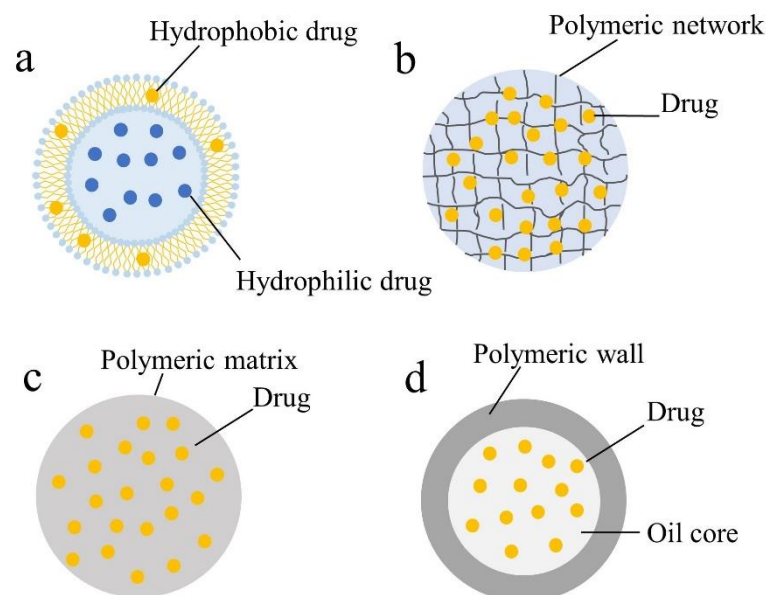 a
Hydrophobic drug
Hydrophilic drug
b
Polymeric network
Drug
c
Polymeric matrix
Drug
d
Polymeric wall
Drug
Oil core